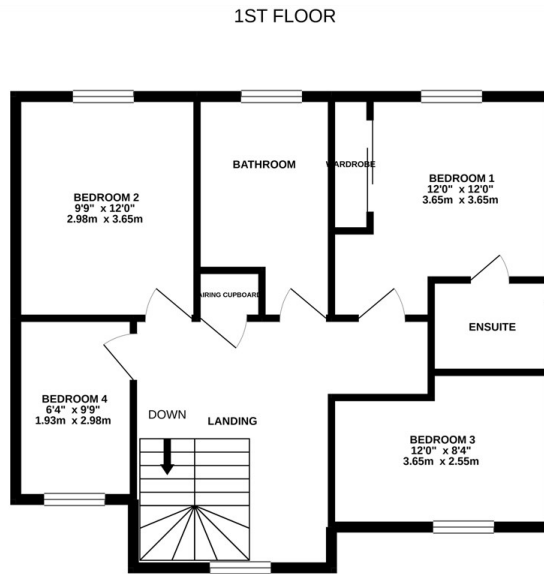 1ST FLOOR
BEDROOM 2
9'9" x 12'0"
2.98m x 3.65m
BATHROOM
WARDROBE
BEDROOM 1
12'0" x 12'0"
3.65m x 3.65m
AIRING CUPBOARD
ENSUITE
BEDROOM 4
6'4" x 9'9"
1.93m x 2.98m
DOWN
LANDING
BEDROOM 3
12'0" x 8'4"
3.65m x 2.55m